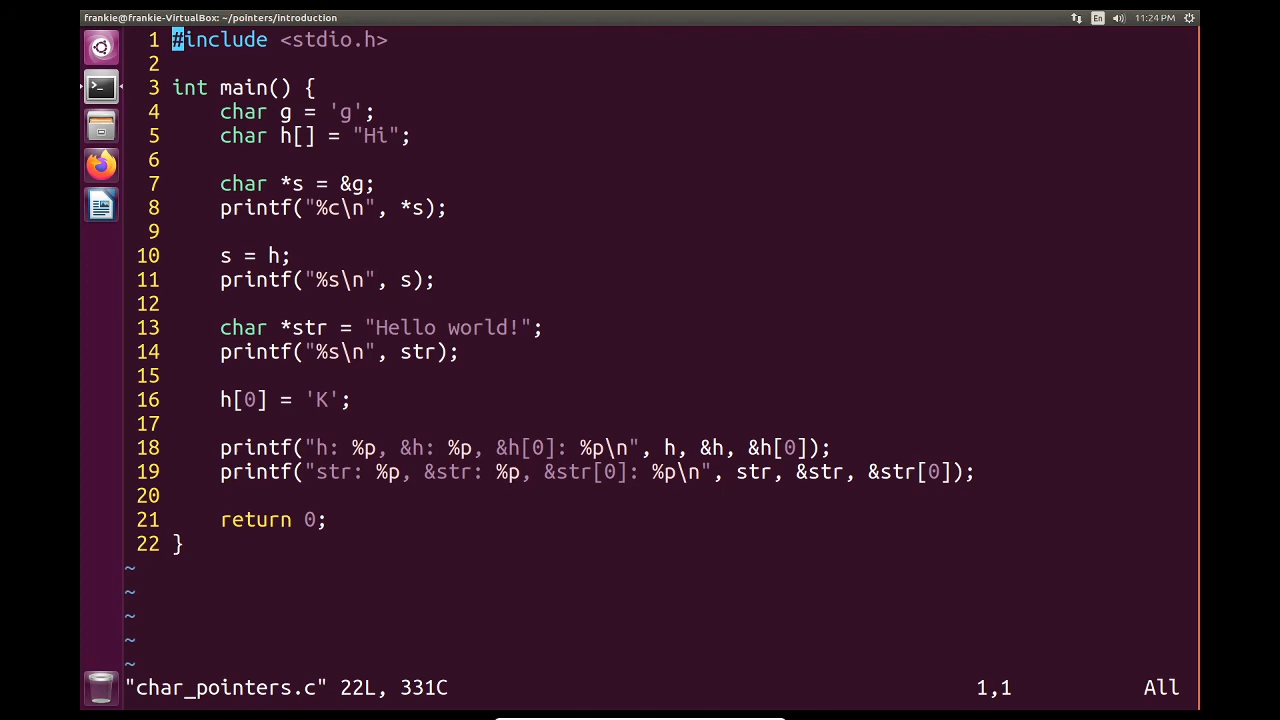 frankie@frankie-VirtualBox: ~/pointers/introduction En 11:24 PM
1 #include <stdio.h>
2
3 int main() {
4     char g = 'g';
5     char h[] = "Hi";
6
7     char *s = &g;
8     printf("%c\n", *s);
9
10     s = h;
11     printf("%s\n", s);
12
13     char *str = "Hello world!";
14     printf("%s\n", str);
15
16     h[0] = 'K';
17
18     printf("h: %p, &h: %p, &h[0]: %p\n", h, &h, &h[0]);
19     printf("str: %p, &str: %p, &str[0]: %p\n", str, &str, &str[0]);
20
21     return 0;
22 }
~
~
~
~
~
"char_pointers.c" 22L, 331C 1,1 All